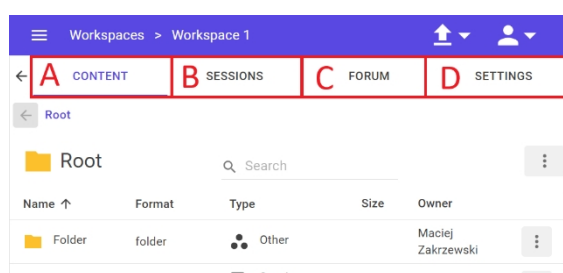 Workspaces > Workspace 1
A CONTENT B SESSIONS C FORUM D SETTINGS
Root
Root
Search
Name Format Type Size Owner
Folder folder Other Maciej
Zakrzewski